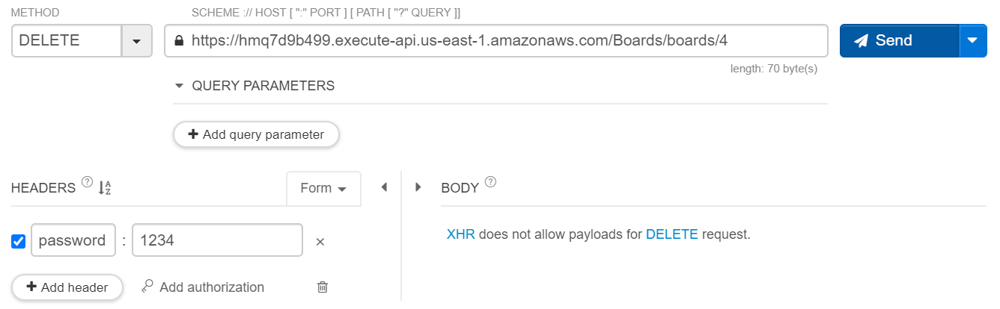 METHOD
SCHEME :// HOST [ ":" PORT ] [ PATH [ "?" QUERY ]]
DELETE
https://hmq7d9b499.execute-api.us-east-1.amazonaws.com/Boards/boards/4
Send
length: 70 byte(s)
QUERY PARAMETERS
+ Add query parameter
HEADERS ? A Z
Form
BODY ?
XHR does not allow payloads for DELETE request.
password : 1234 ×
+ Add header
Add authorization